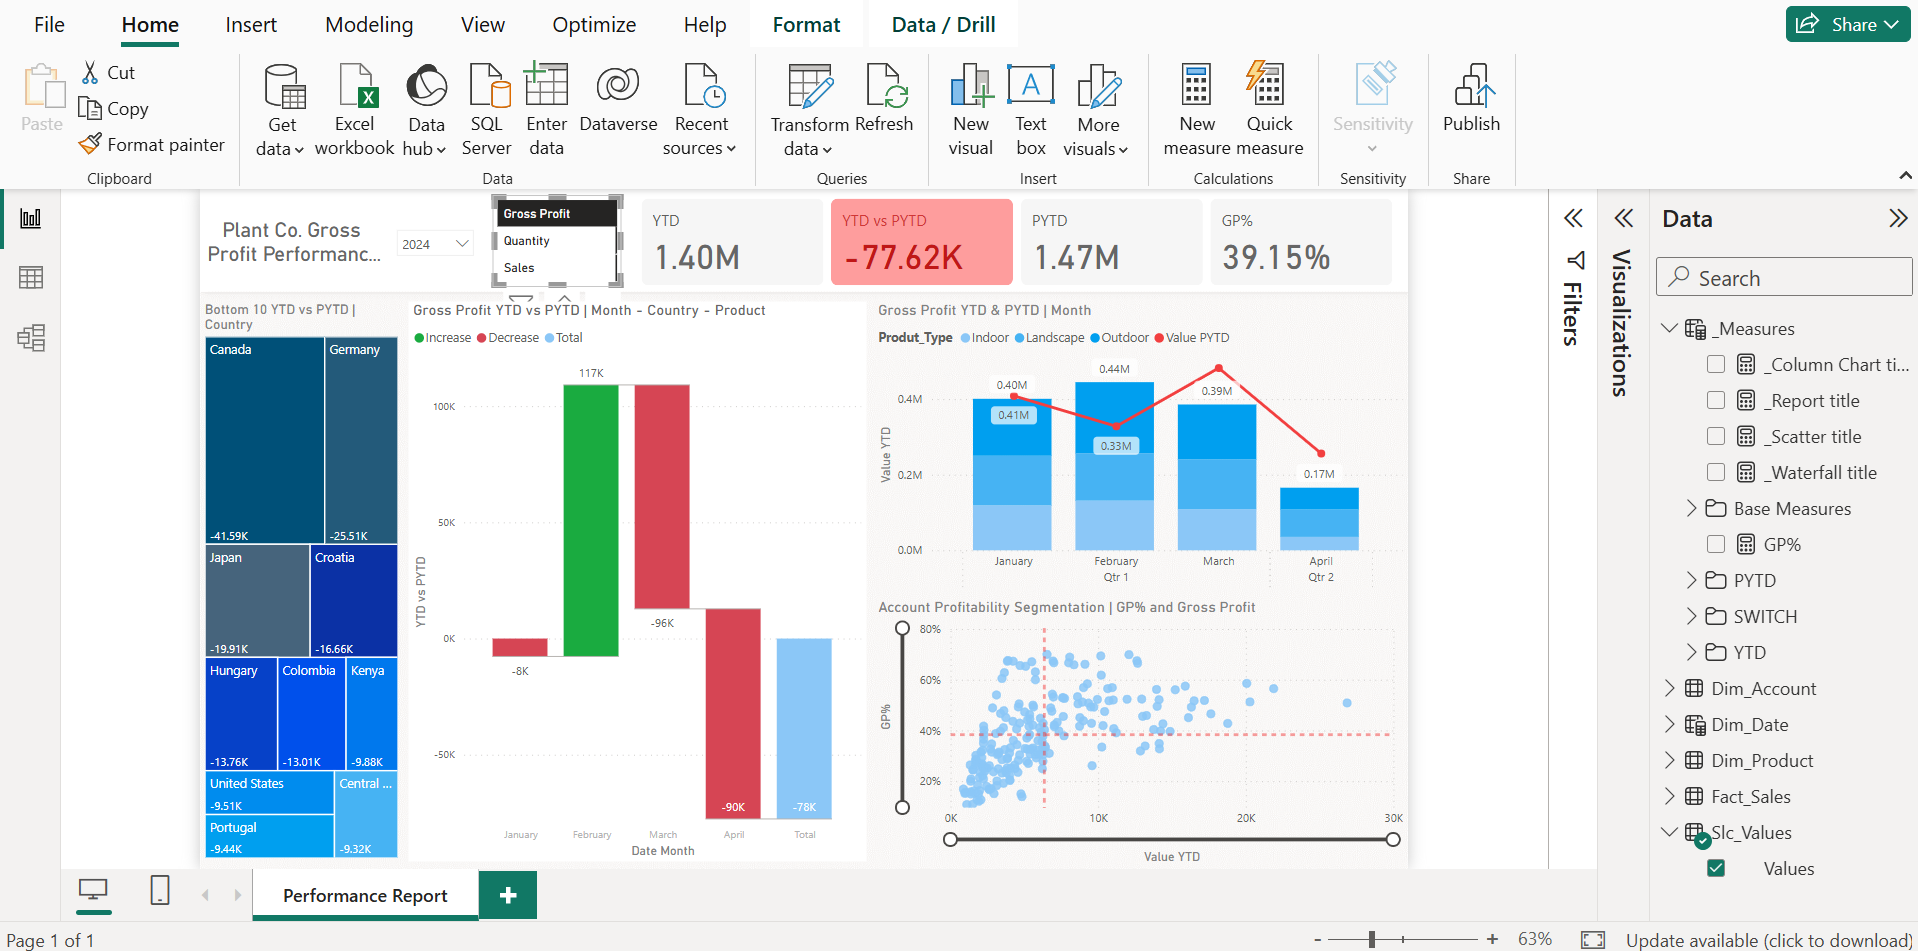 File Home Insert Modeling View Optimize Help Format Data / Drill Share
Paste
Cut
Copy
Format painter
Clipboard
Get data
Excel workbook
Data hub
SQL Server
Enter data
Dataverse
Recent sources
Data
Transform data
Refresh
Queries
New visual
A
Text box
More visuals
Insert
New measure
Quick measure
Calculations
Sensitivity
Sensitivity
Publish
Share
Plant Co. Gross
Profit Performanc...
2024
Gross Profit
Quantity
Sales
YTD
1.40M
YTD vs PYTD
-77.62K
PYTD
1.47M
GP%
39.15%
Bottom 10 YTD vs PYTD |
Country
Canada
-41.59K
Germany
-25.51K
Japan
-19.91K
Croatia
-16.66K
Hungary
-13.76K
Colombia
-13.01K
Kenya
-9.88K
United States
-9.51K
Portugal
-9.44K
Central ...
-9.32K
Gross Profit YTD vs PYTD | Month - Country - Product
Increase Decrease Total
YTD vs PYTD
100K
50K
0K
-50K
-8K
117K
-96K
-90K
-78K
January February March April Total
Date Month
Gross Profit YTD & PYTD | Month
Produt_Type Indoor Landscape Outdoor Value PYTD
Value YTD
0.4M
0.2M
0.0M
0.40M
0.41M
0.44M
0.33M
0.39M
0.17M
January February March April
Qtr 1 Qtr 2
Account Profitability Segmentation | GP% and Gross Profit
GP%
80%
60%
40%
20%
0K 10K 20K 30K
Value YTD
Filters
Visualizations
Data
Search
_Measures
_Column Chart ti...
_Report title
_Scatter title
_Waterfall title
Base Measures
GP%
PYTD
SWITCH
YTD
Dim_Account
Dim_Date
Dim_Product
Fact_Sales
Slc_Values
Values
Performance Report
+
Page 1 of 1
- + 63%
Update available (click to download)